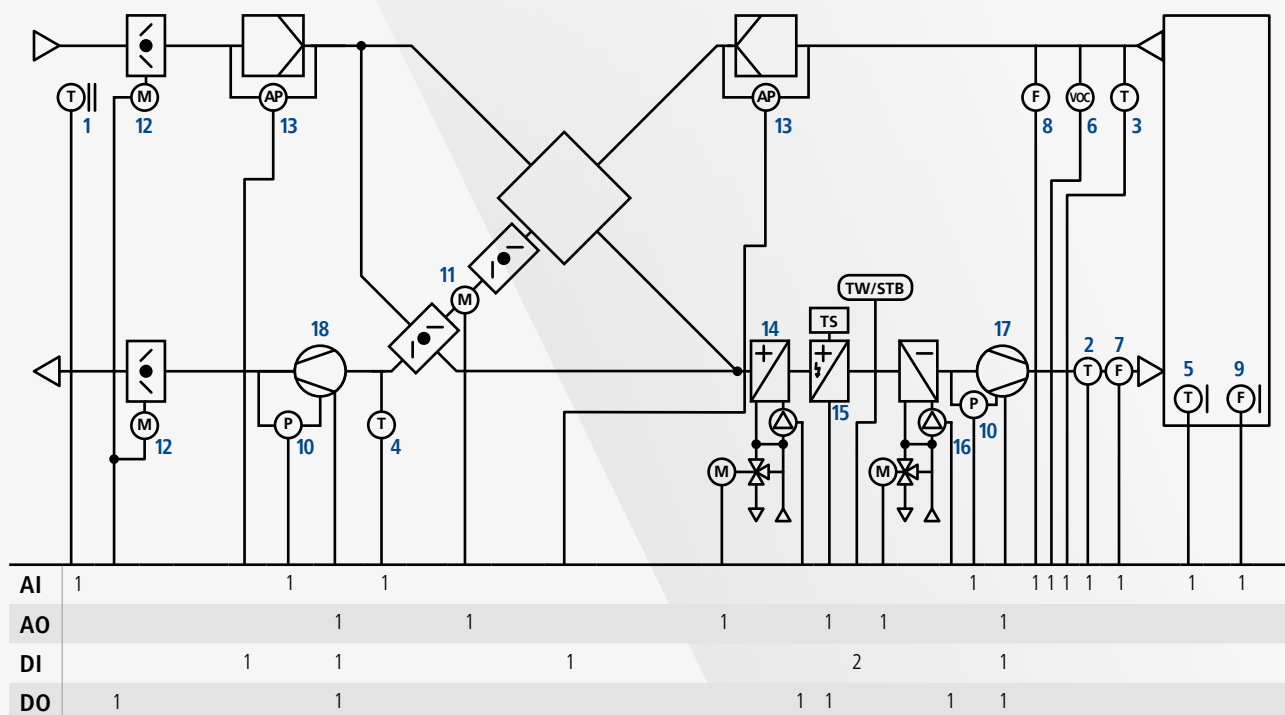 T M AP AP F VOC T
1 12 13 13 8 6 3
11
M
TW/STB
TS
18 14 17 2 7 5 9
T F T F
M P T P
12 10 4 15 16 10
M M
AI 1 1 1 1 1 1 1 1 1 1 1
AO 1 1 1 1 1 1
DI 1 1 1 2 1
DO 1 1 1 1 1 1